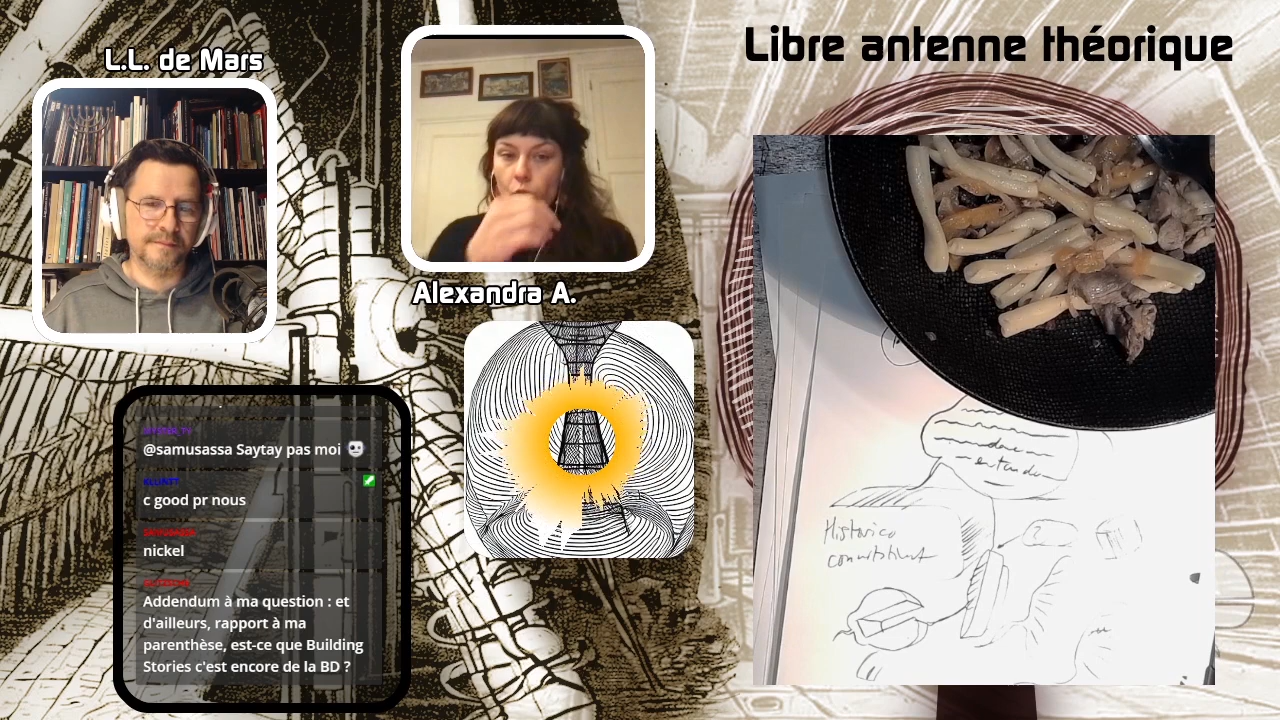 L.L. de Mars
Libre antenne théorique
Alexandra A.
@samusassa Saytay pas moi
c good pr nous
nickel
Addendum à ma question : et
d'ailleurs, rapport à ma
parenthèse, est-ce que Building
Stories c'est encore de la BD ?
Historico
?